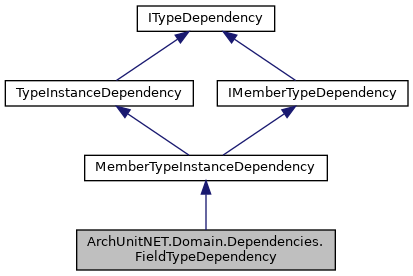 ITypeDependency
TypeInstanceDependency
IMemberTypeDependency
MemberTypeInstanceDependency
ArchUnitNET.Domain.Dependencies.
FieldTypeDependency